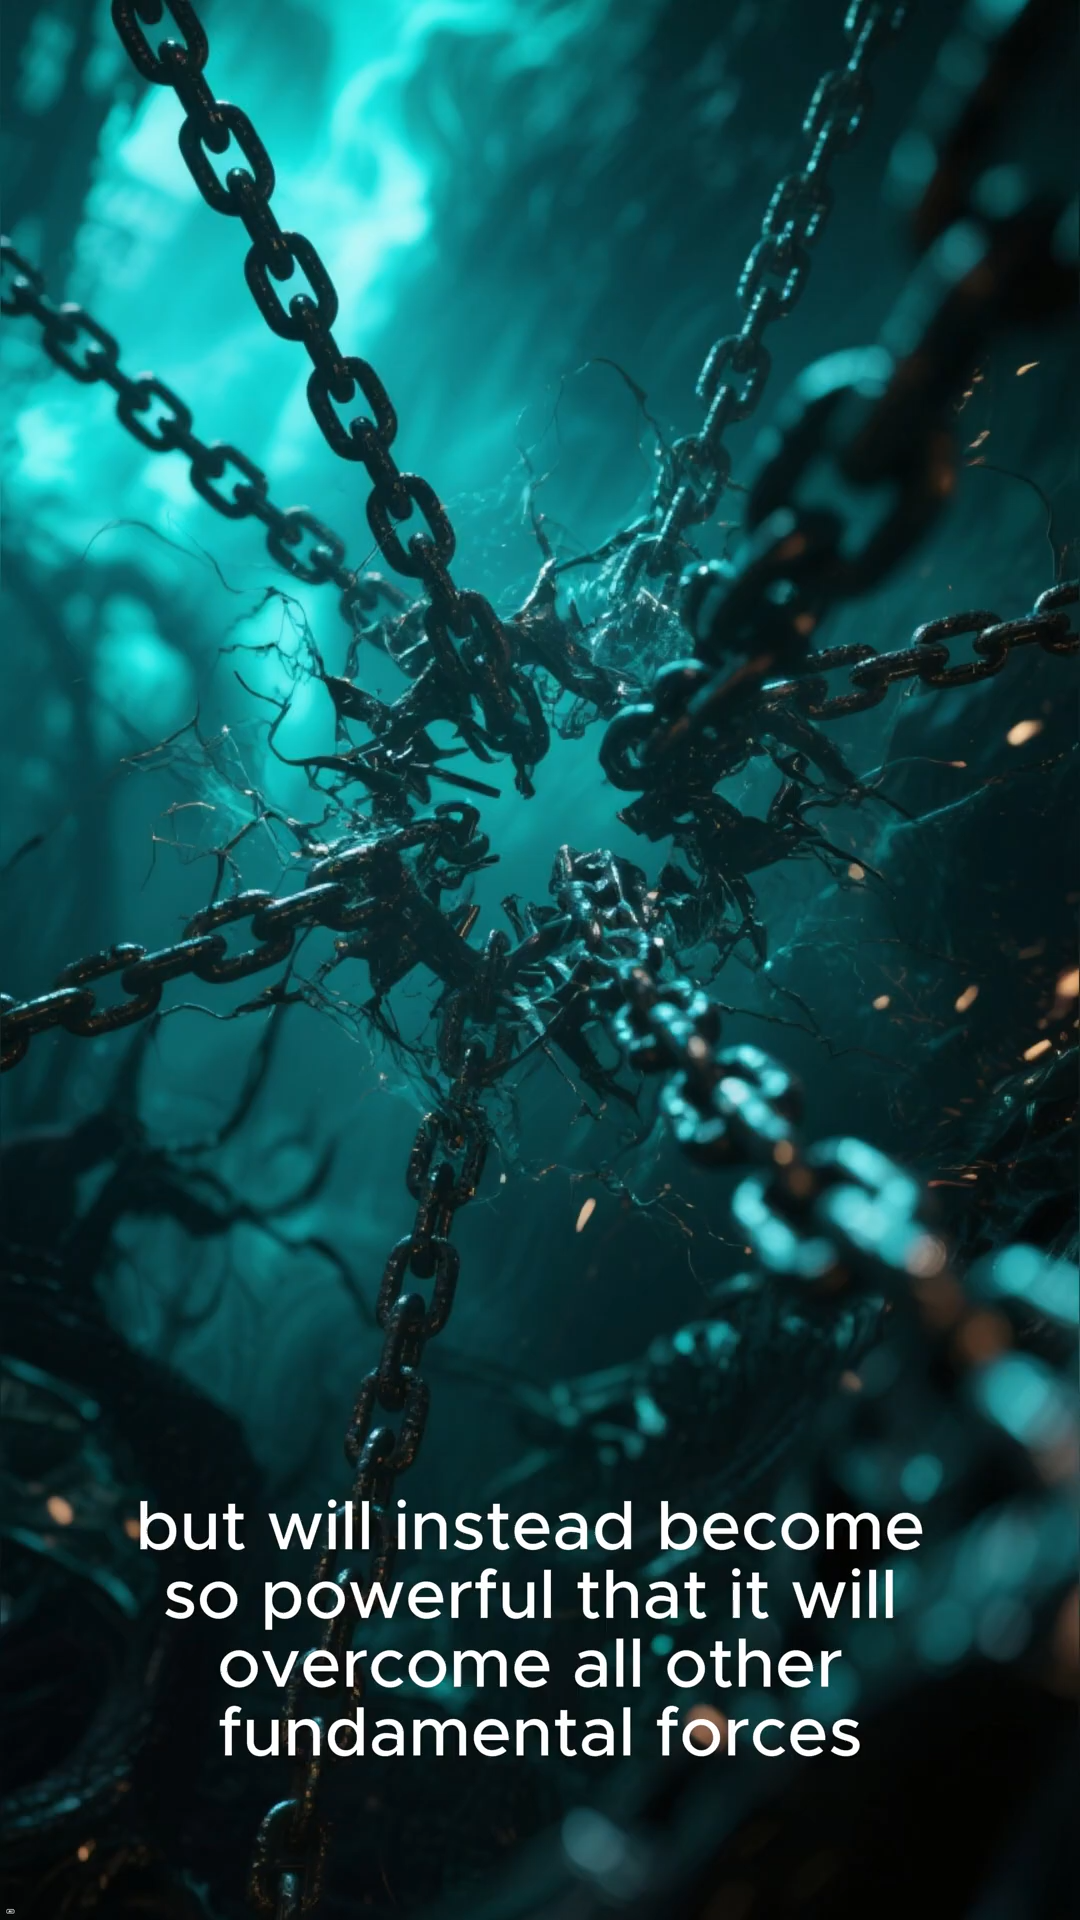 but will instead become
so powerful that it will
overcome all other
fundamental forces